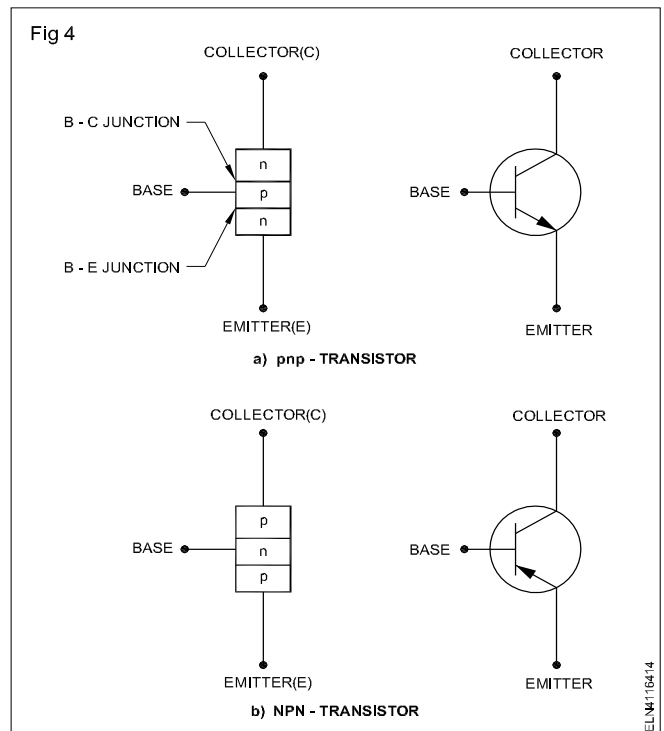 Fig 4
COLLECTOR(C)
COLLECTOR
B - C JUNCTION
n
BASE
p
BASE
n
B - E JUNCTION
EMITTER(E)
EMITTER
a) pnp - TRANSISTOR
COLLECTOR(C)
COLLECTOR
p
BASE
n
BASE
p
EMITTER(E)
EMITTER
b) NPN - TRANSISTOR
ELN4116414